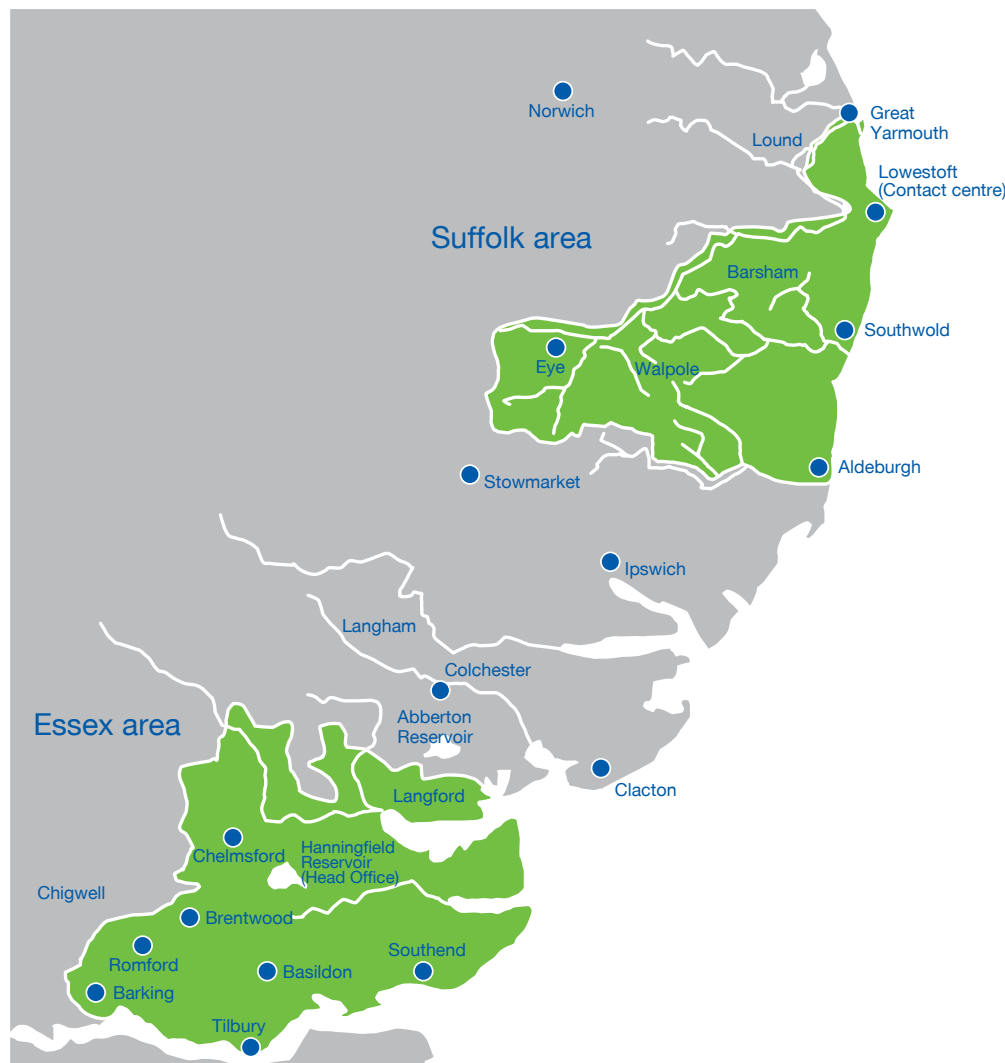 Norwich
Great
Yarmouth
Lound
Lowestoft
(Contact centre)
Suffolk area
Barsham
Southwold
Eye
Walpole
Aldeburgh
Stowmarket
Ipswich
Langham
Colchester
Essex area
Abberton
Reservoir
Clacton
Langford
Chelmsford
Hanningfield
Reservoir
(Head Office)
Chigwell
Brentwood
Romford
Basildon
Southend
Barking
Tilbury